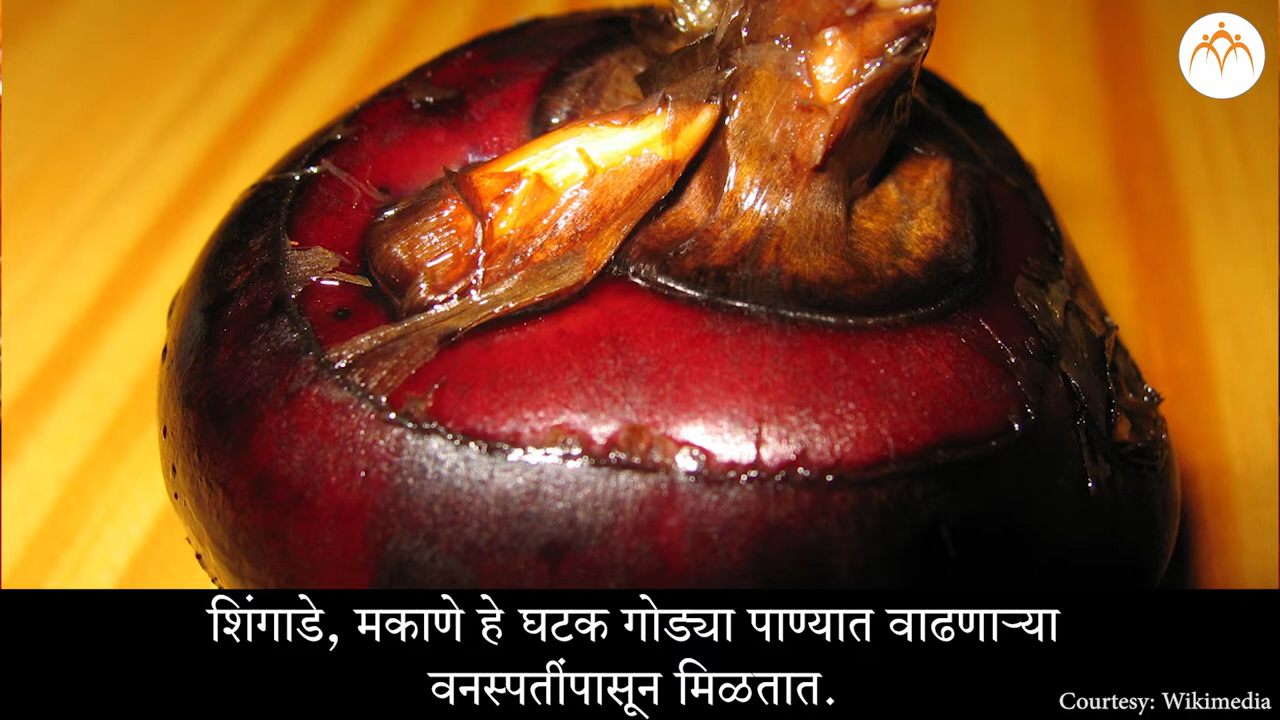 शिंगाडे, मकाणे हे घटक गोड्या पाण्यात वाढणाऱ्या
वनस्पतींपासून मिळतात.
Courtesy: Wikimedia